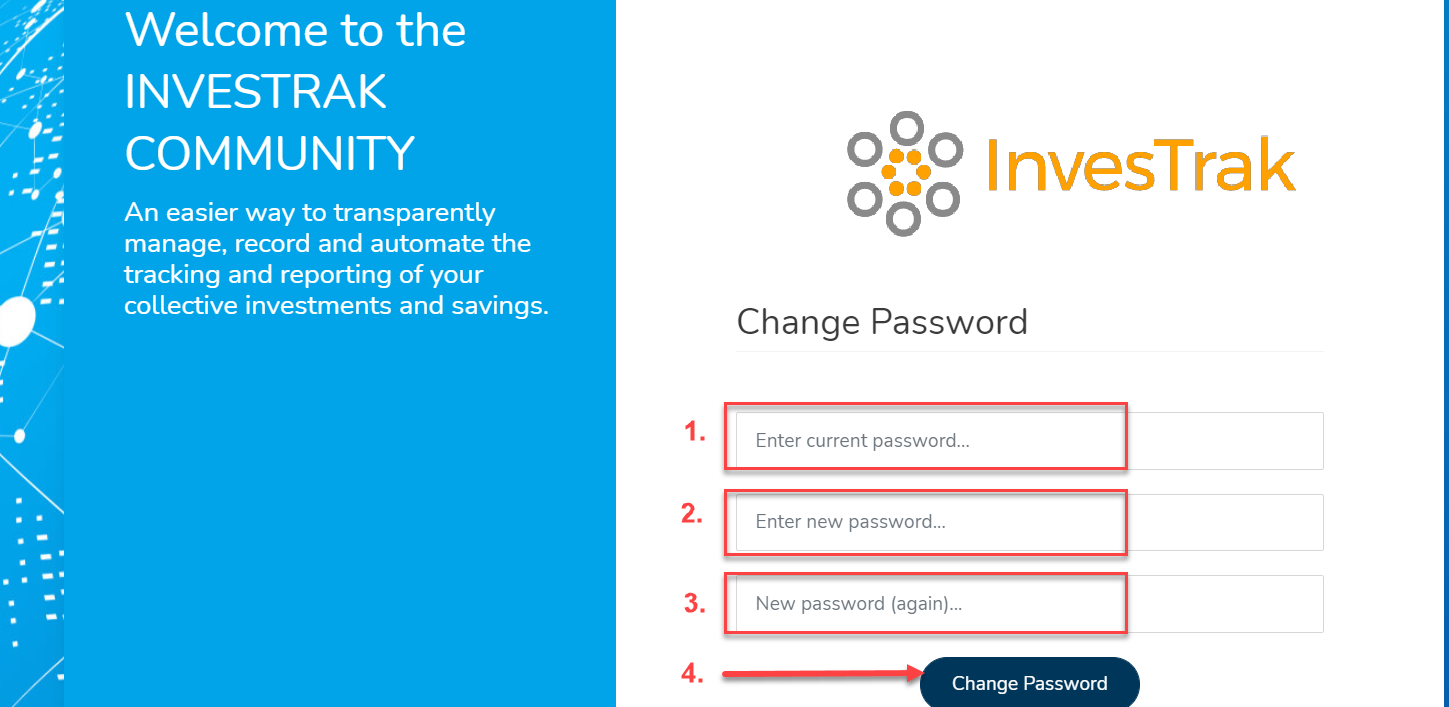 Welcome to the
INVESTRAK
COMMUNITY
An easier way to transparently
manage, record and automate the
tracking and reporting of your
collective investments and savings.
InvesTrak
Change Password
1.
Enter current password...
2.
Enter new password...
3.
New password (again)...
4.
Change Password